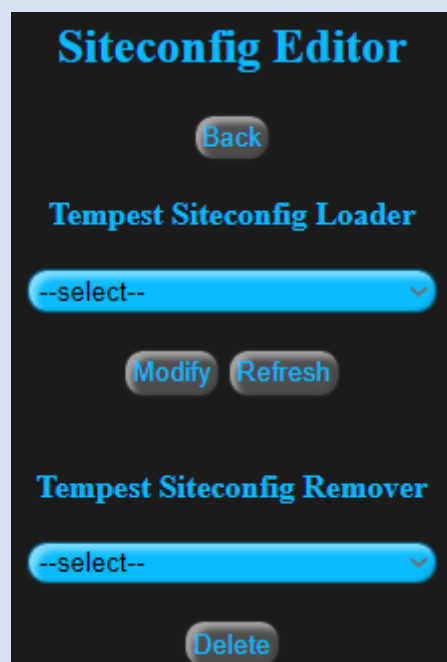 Siteconfig Editor
Back
Tempest Siteconfig Loader
--select--
Modify Refresh
Tempest Siteconfig Remover
--select--
Delete